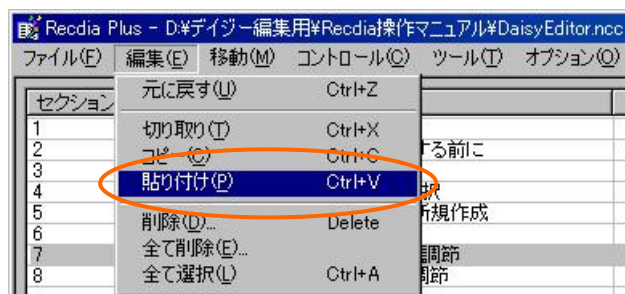 Recdia Plus - D:¥デイジー編集用¥Recdia操作マニュアル¥DaisyEditor.ncc
ファイル(F) 編集(E) 移動(M) コントロール(C) ツール(T) オプション(O)
元に戻す(U) Ctrl+Z
セクション
1 切り取り(T) Ctrl+X
2 コピー(C) Ctrl+C する前に
3 貼り付け(P) Ctrl+V
4 択
5 削除(D)... Delete 新規作成
6 全て削除(E)...
7 調節
8 全て選択(L) Ctrl+A 調節